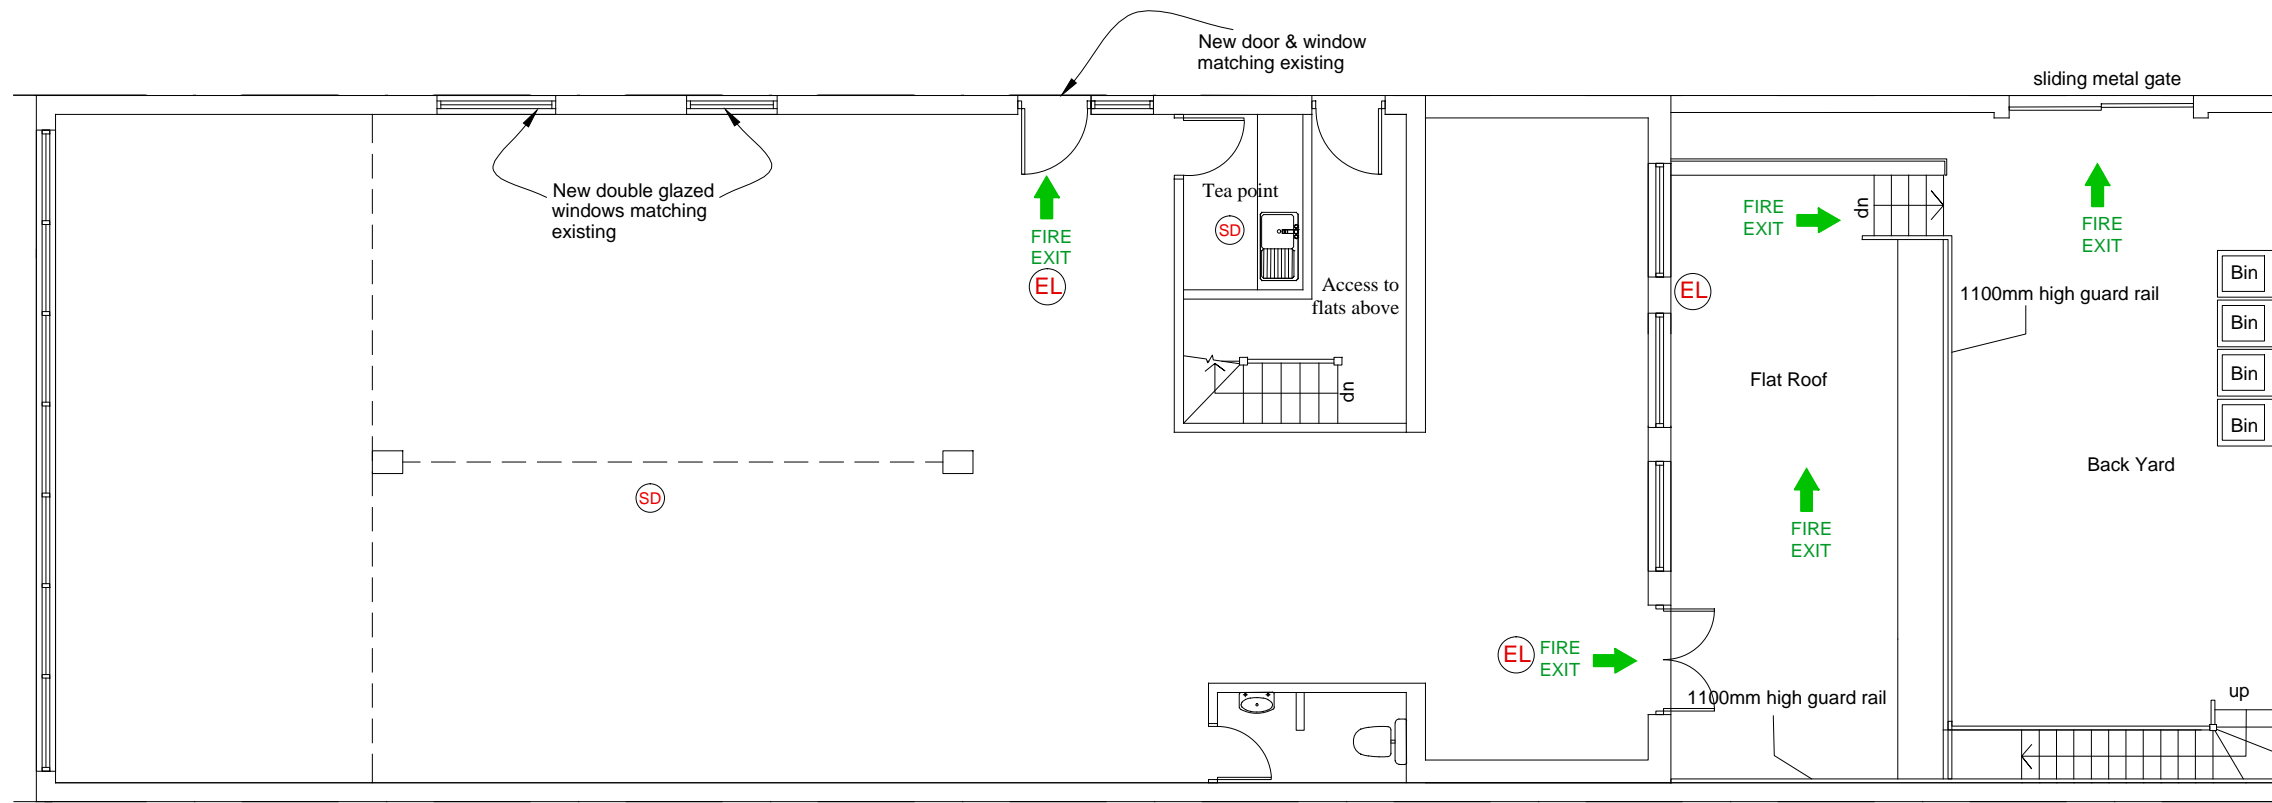 New door & window
matching existing
sliding metal gate
New double glazed
windows matching
existing
FIRE
EXIT
EL
Tea point
SD
Access to
flats above
up
SD
EL
FIRE
EXIT
EL
FIRE
EXIT
dn
FIRE
EXIT
1100mm high guard rail
Flat Roof
FIRE
EXIT
Back Yard
Bin
Bin
Bin
Bin
1100mm high guard rail
up